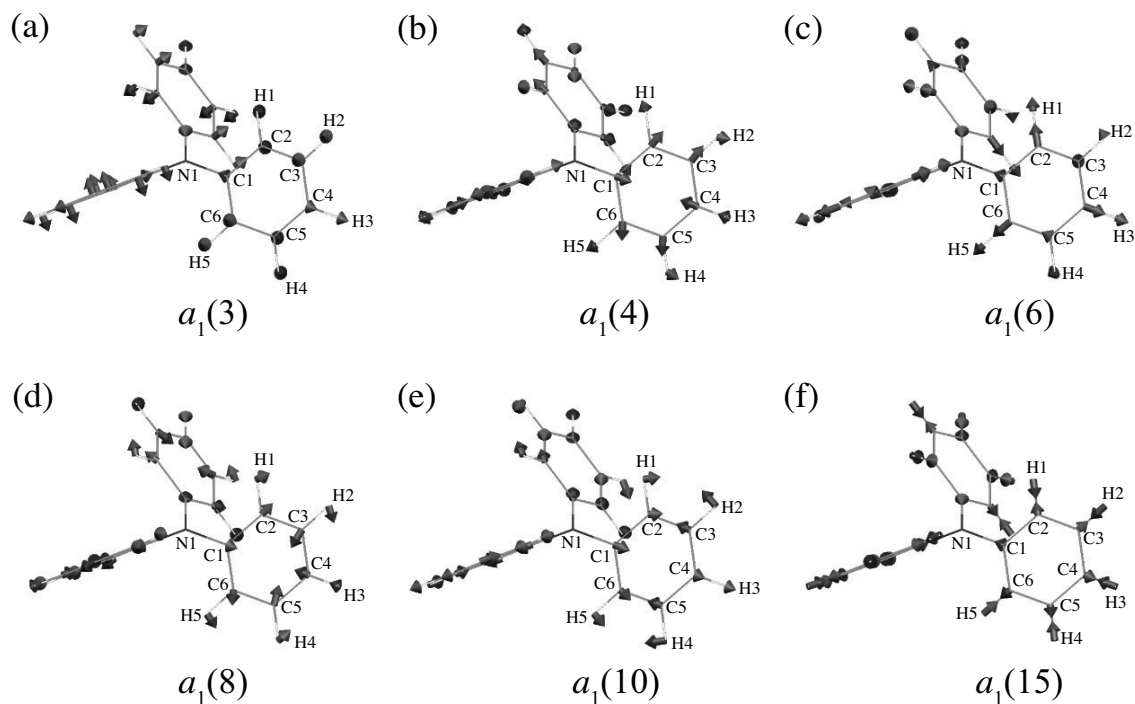 (a)
H1
H2
C2
C3
N1
C1
C4
C6
H3
C5
H5
H4
a1(3)
(b)
H1
H2
C2
C3
N1
C1
C4
C6
H3
H5
C5
H4
a1(4)
(c)
H1
H2
C2
C3
N1
C1
C4
C6
H3
H5
C5
H4
a1(6)
(d)
H1
H2
C2
C3
N1
C1
C4
C6
H3
C5
H5
H4
a1(8)
(e)
H1
H2
C2
C3
N1
C1
C4
C6
H3
C5
H5
H4
a1(10)
(f)
H1
H2
C2
C3
N1
C1
C4
C6
H3
H5
C5
H4
a1(15)